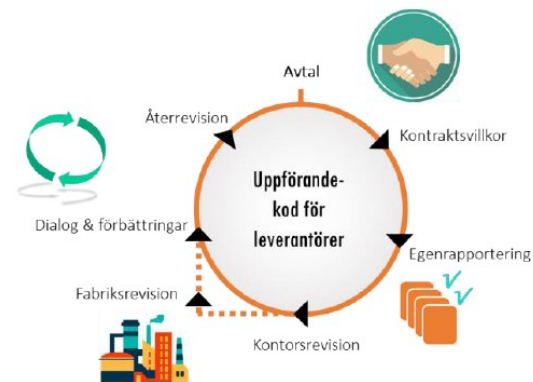 Avtal
Återrevision
Kontraktsvillkor
Uppförande-
kod för
leverantörer
Dialog & förbättringar
Egenrapportering
Fabriksrevision
Kontorsrevision